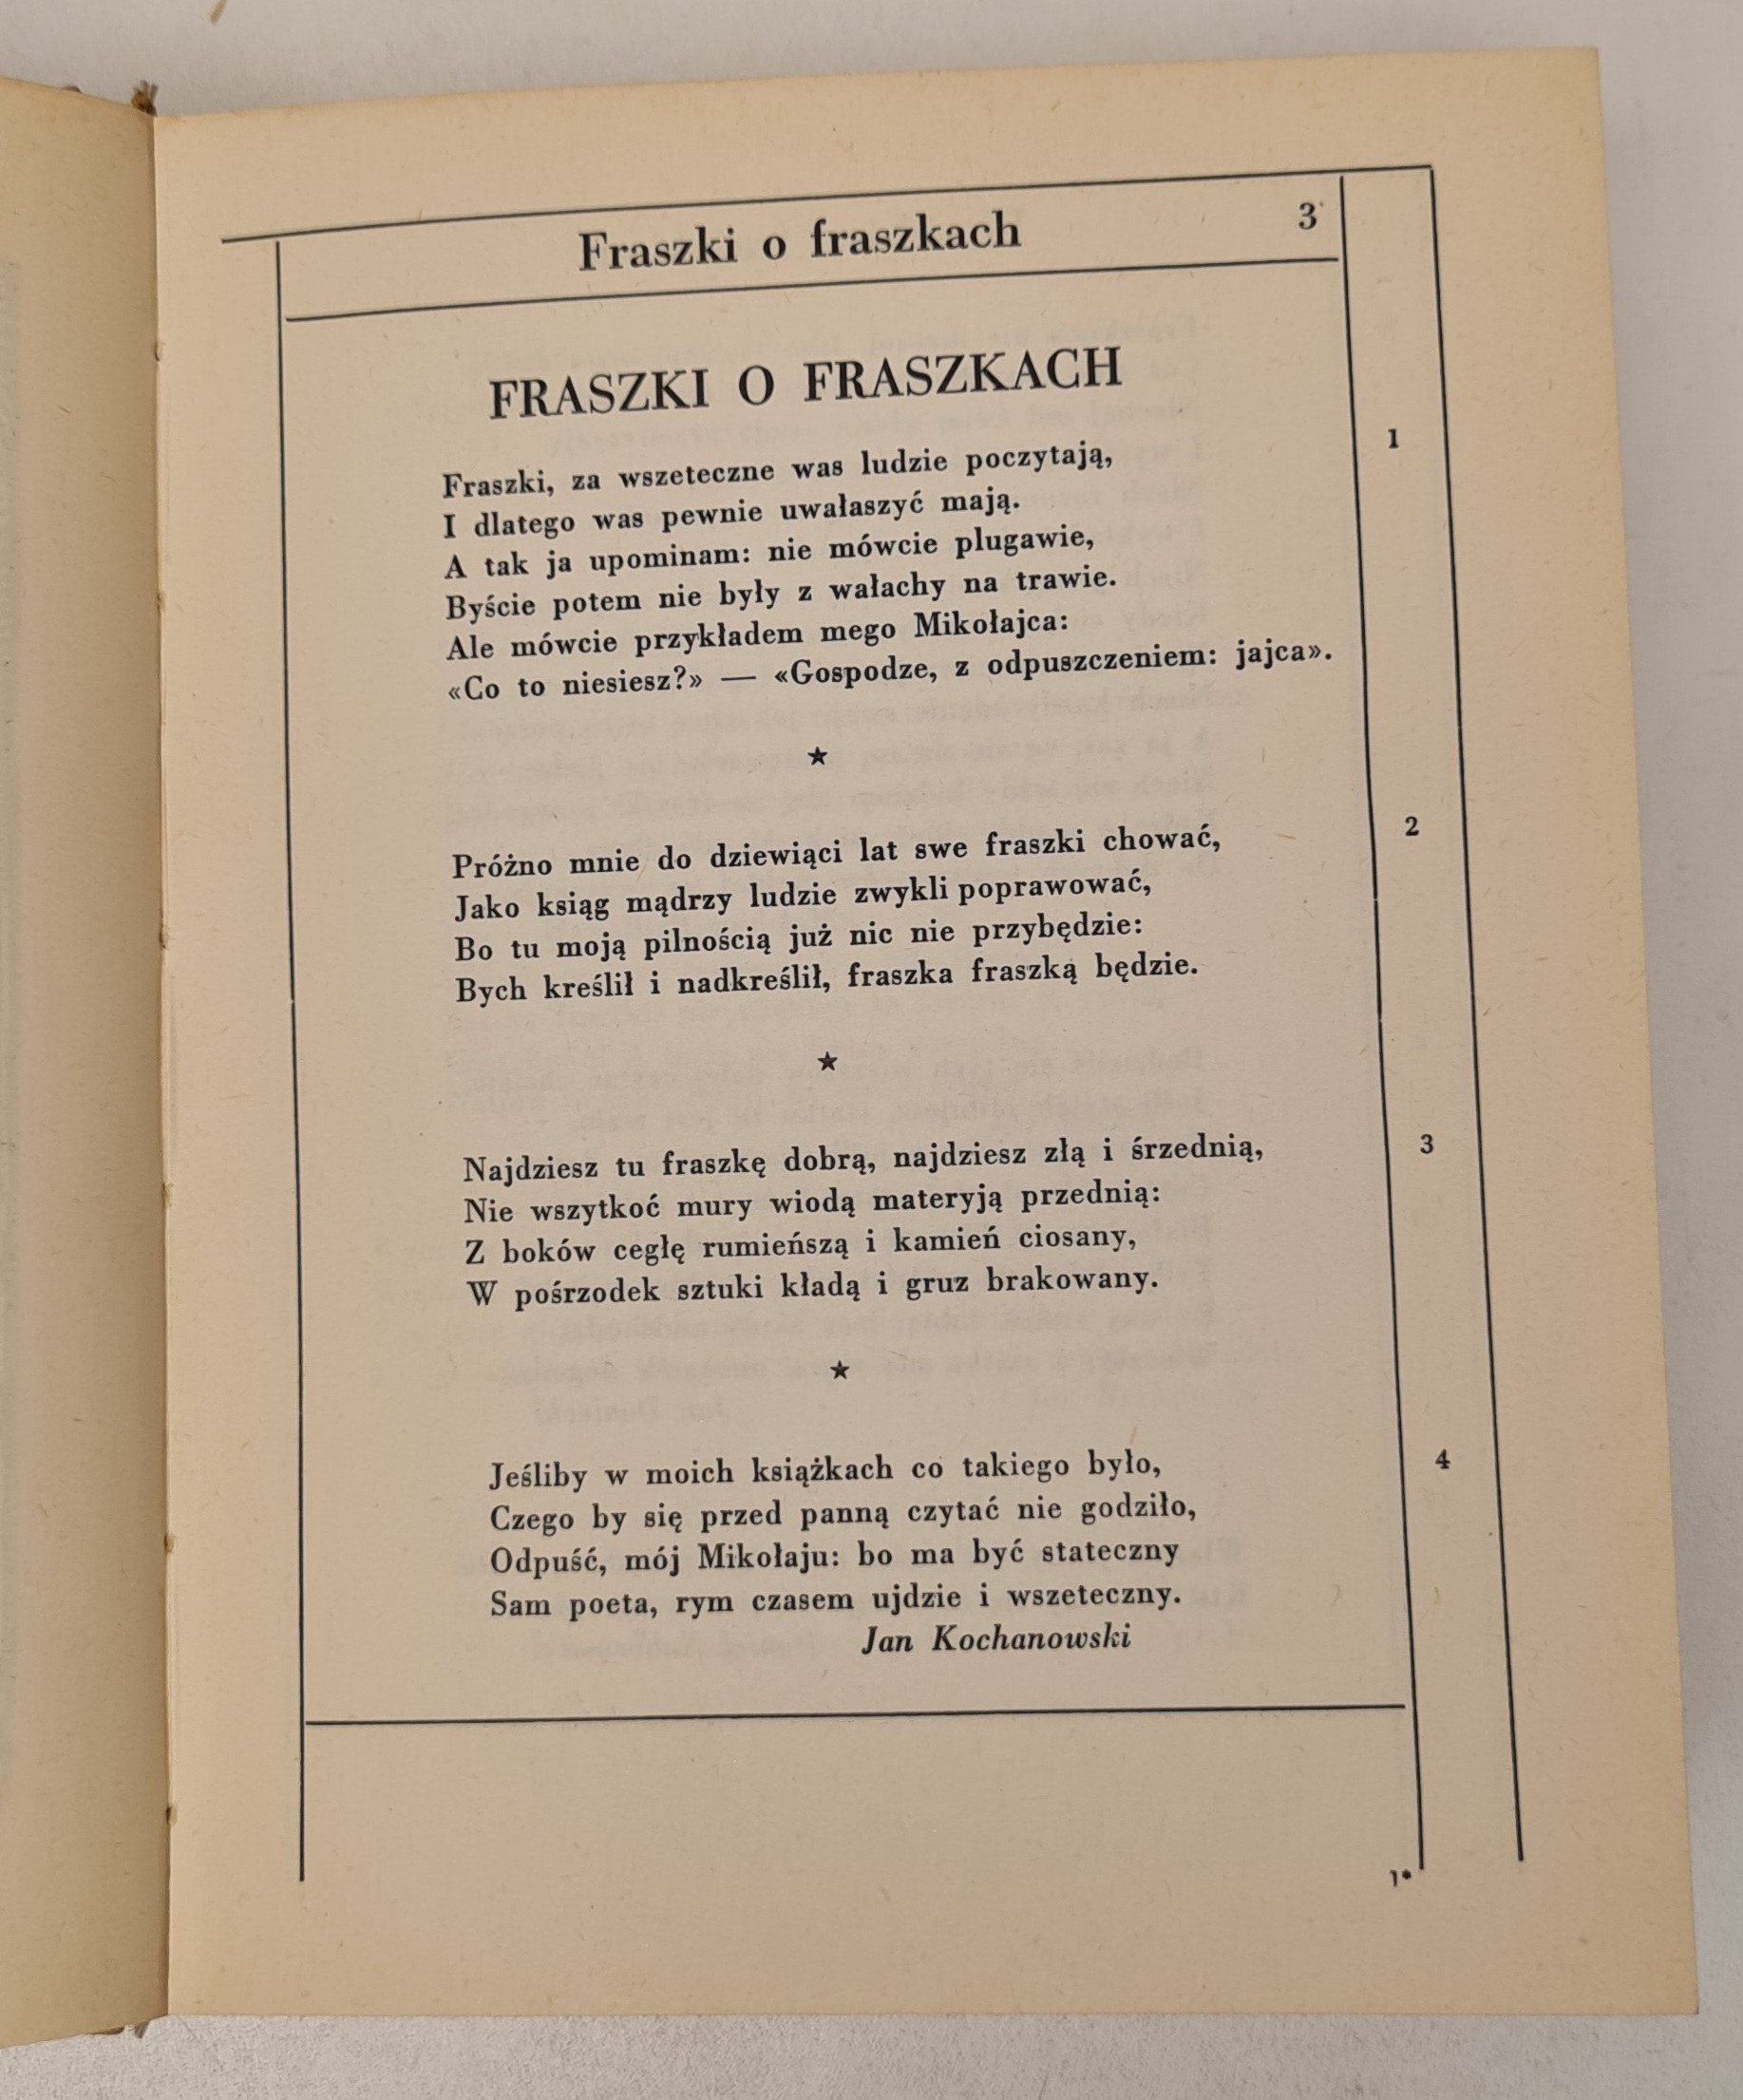 Fraszki o fraszkach 3
FRASZKI O FRASZKACH
1
Fraszki, za wszeteczne was ludzie poczytają,
I dlatego was pewnie uwałaszyć mają.
A tak ja upominam: nie mówcie plugawie,
Byście potem nie były z wałachy na trawie.
Ale mówcie przykładem mego Mikołajca:
«Co to niesiesz?» — «Gospodze, z odpuszczeniem: jajca».
★
2
Próżno mnie do dziewiąci lat swe fraszki chować,
Jako ksiąg mądrzy ludzie zwykli poprawować,
Bo tu moją pilnością już nic nie przybędzie:
Bych kreślił i nadkreślił, fraszka fraszką będzie.
★
3
Najdziesz tu fraszkę dobrą, najdziesz złą i śrzednią,
Nie wszytkoć mury wiodą materyją przednią:
Z boków cegłę rumieńszą i kamień ciosany,
W pośrzodek sztuki kładą i gruz brakowany.
★
4
Jeśliby w moich książkach co takiego było,
Czego by się przed panną czytać nie godziło,
Odpuść, mój Mikołaju: bo ma być stateczny
Sam poeta, rym czasem ujdzie i wszeteczny.
Jan Kochanowski
1*